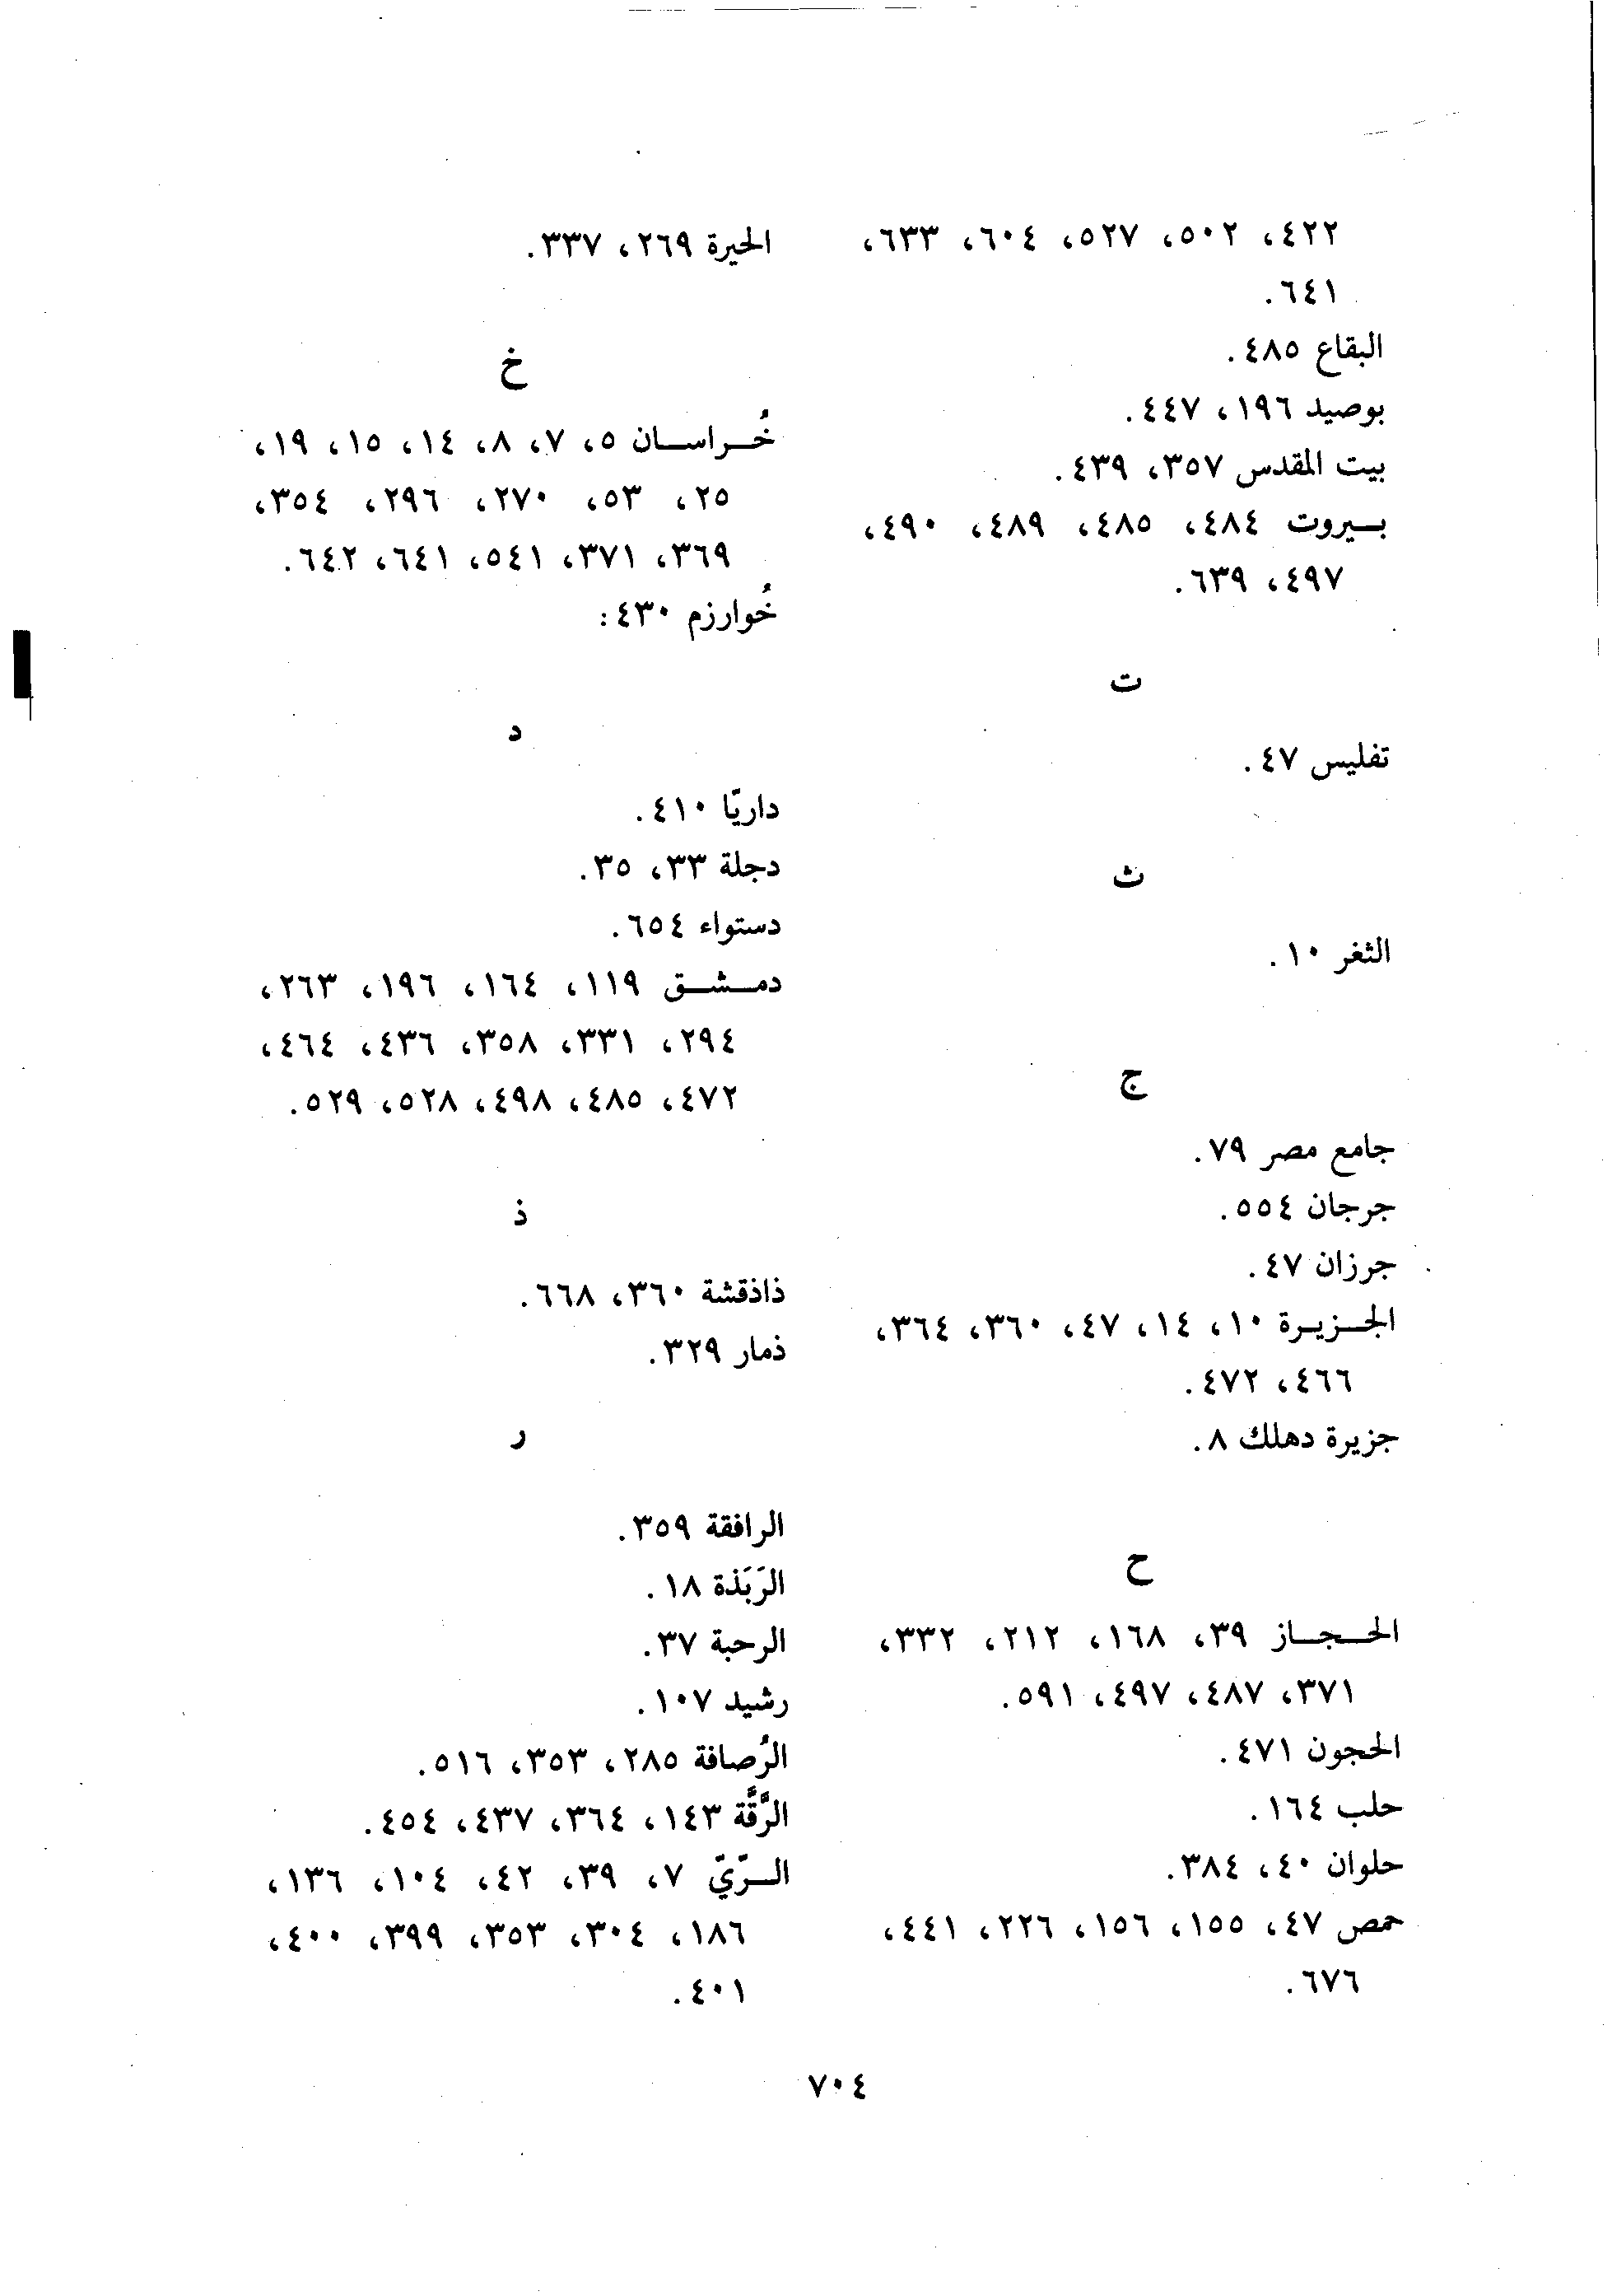 ٤٢٢، ٥٠٢، ٥٢٧، ٦٠٤، ٦٣٣،
٦٤١.
البقاع ٤٨٥.
بوصيد ١٩٦، ٤٤٧.
بيت المقدس ٣٥٧، ٤٣٩.
بـيروت ٤٨٤، ٤٨٥، ٤٨٩، ٤٩٠،
٤٩٧، ٦٣٩.
ت
تفليس ٤٧.
ث
الثغر ١٠.
ج
جامع مصر ٧٩.
جرجان ٥٥٤.
جرزان ٤٧.
الجـزيـرة ١٠، ١٤، ٤٧، ٣٦٠، ٣٦٤،
٤٦٦، ٤٧٢.
جزيرة دهلك ٨.
ح
الحـجـاز ٣٩، ١٦٨، ٢١٢، ٣٣٢،
٣٧١، ٤٨٧، ٤٩٧، ٥٩١.
الحجون ٤٧١.
حلب ١٦٤.
حلوان ٤٠، ٣٨٤.
حمص ٤٧، ١٥٥، ١٥٦، ٢٢٦، ٤٤١،
٦٧٦.
الحيرة ٢٦٩، ٣٣٧.
خ
خُـراسـان ٥، ٧، ٨، ١٤، ١٥، ١٩،
٢٥، ٥٣، ٢٧٠، ٢٩٦، ٣٥٤،
٣٦٩، ٣٧١، ٥٤١، ٦٤١، ٦٤٢.
خُوارزم ٤٣٠:
د
داريّا ٤١٠.
دجلة ٣٣، ٣٥.
دستواء ٦٥٤.
دمـشـق ١١٩، ١٦٤، ١٩٦، ٢٦٣،
٢٩٤، ٣٣١، ٣٥٨، ٤٣٦، ٤٦٤،
٤٧٢، ٤٨٥، ٤٩٨، ٥٢٨، ٥٢٩.
ذ
ذاذقشة ٣٦٠، ٦٦٨.
ذمار ٣٢٩.
ر
الرافقة ٣٥٩.
الرَبَذة ١٨.
الرحبة ٣٧.
رشيد ١٠٧.
الرُصافة ٢٨٥، ٣٥٣، ٥١٦.
الرَّقَّة ١٤٣، ٣٦٤، ٤٣٧، ٤٥٤.
الـرّيّ ٧، ٣٩، ٤٢، ١٠٤، ١٣٦،
١٨٦، ٣٠٤، ٣٥٣، ٣٩٩، ٤٠٠،
٤٠١.
٧٠٤